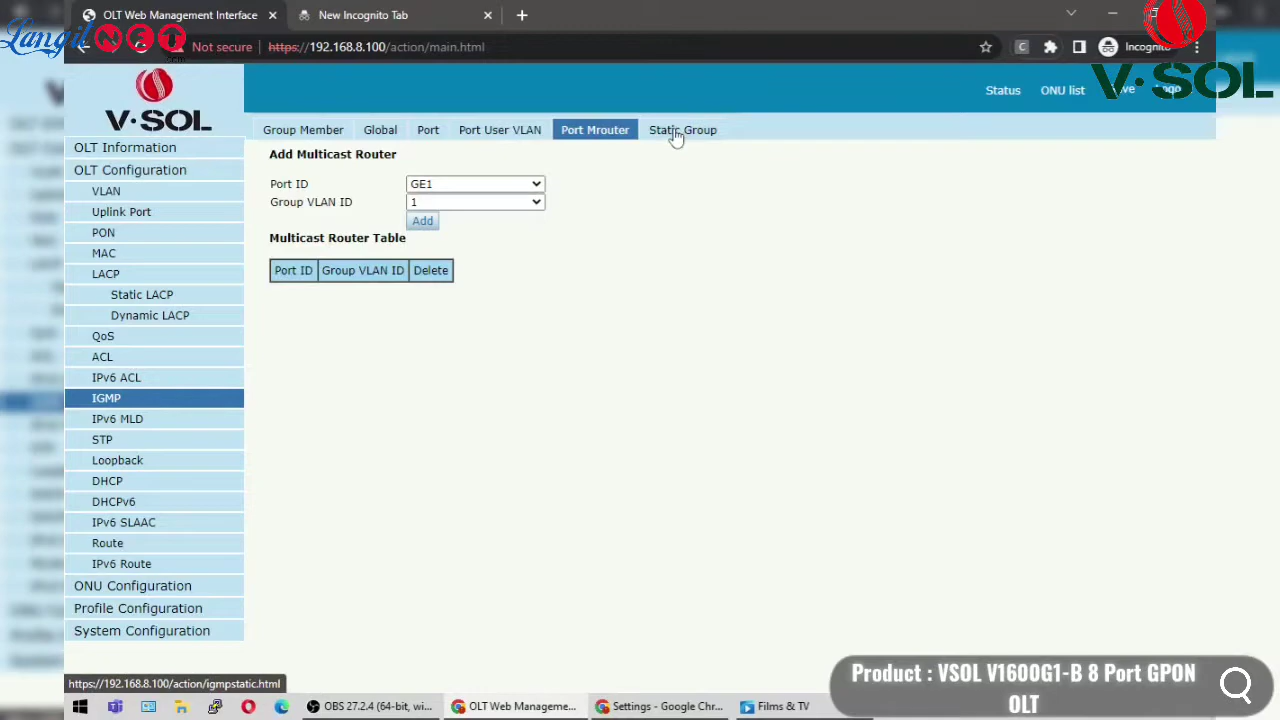 OLT Web Management Interface
New Incognito Tab
LangilNET
.com
Not secure
https://192.168.8.100/action/main.html
C
V·SOL
V·SOL
Status
ONU list
Group Member
Global
Port
Port User VLAN
Port Mrouter
Static Group
OLT Information
OLT Configuration
VLAN
Uplink Port
PON
MAC
LACP
Static LACP
Dynamic LACP
QoS
ACL
IPv6 ACL
IGMP
IPv6 MLD
STP
Loopback
DHCP
DHCPv6
IPv6 SLAAC
Route
IPv6 Route
ONU Configuration
Profile Configuration
System Configuration
Add Multicast Router
Port ID
GE1
Group VLAN ID
1
Add
Multicast Router Table
Port ID
Group VLAN ID
Delete
https://192.168.8.100/action/igmpstatic.html
Product : VSOL V1600G1-B 8 Port GPON
OLT
OBS 27.2.4 (64-bit, wi...
OLT Web Manageme...
Settings - Google Chr...
Films & TV